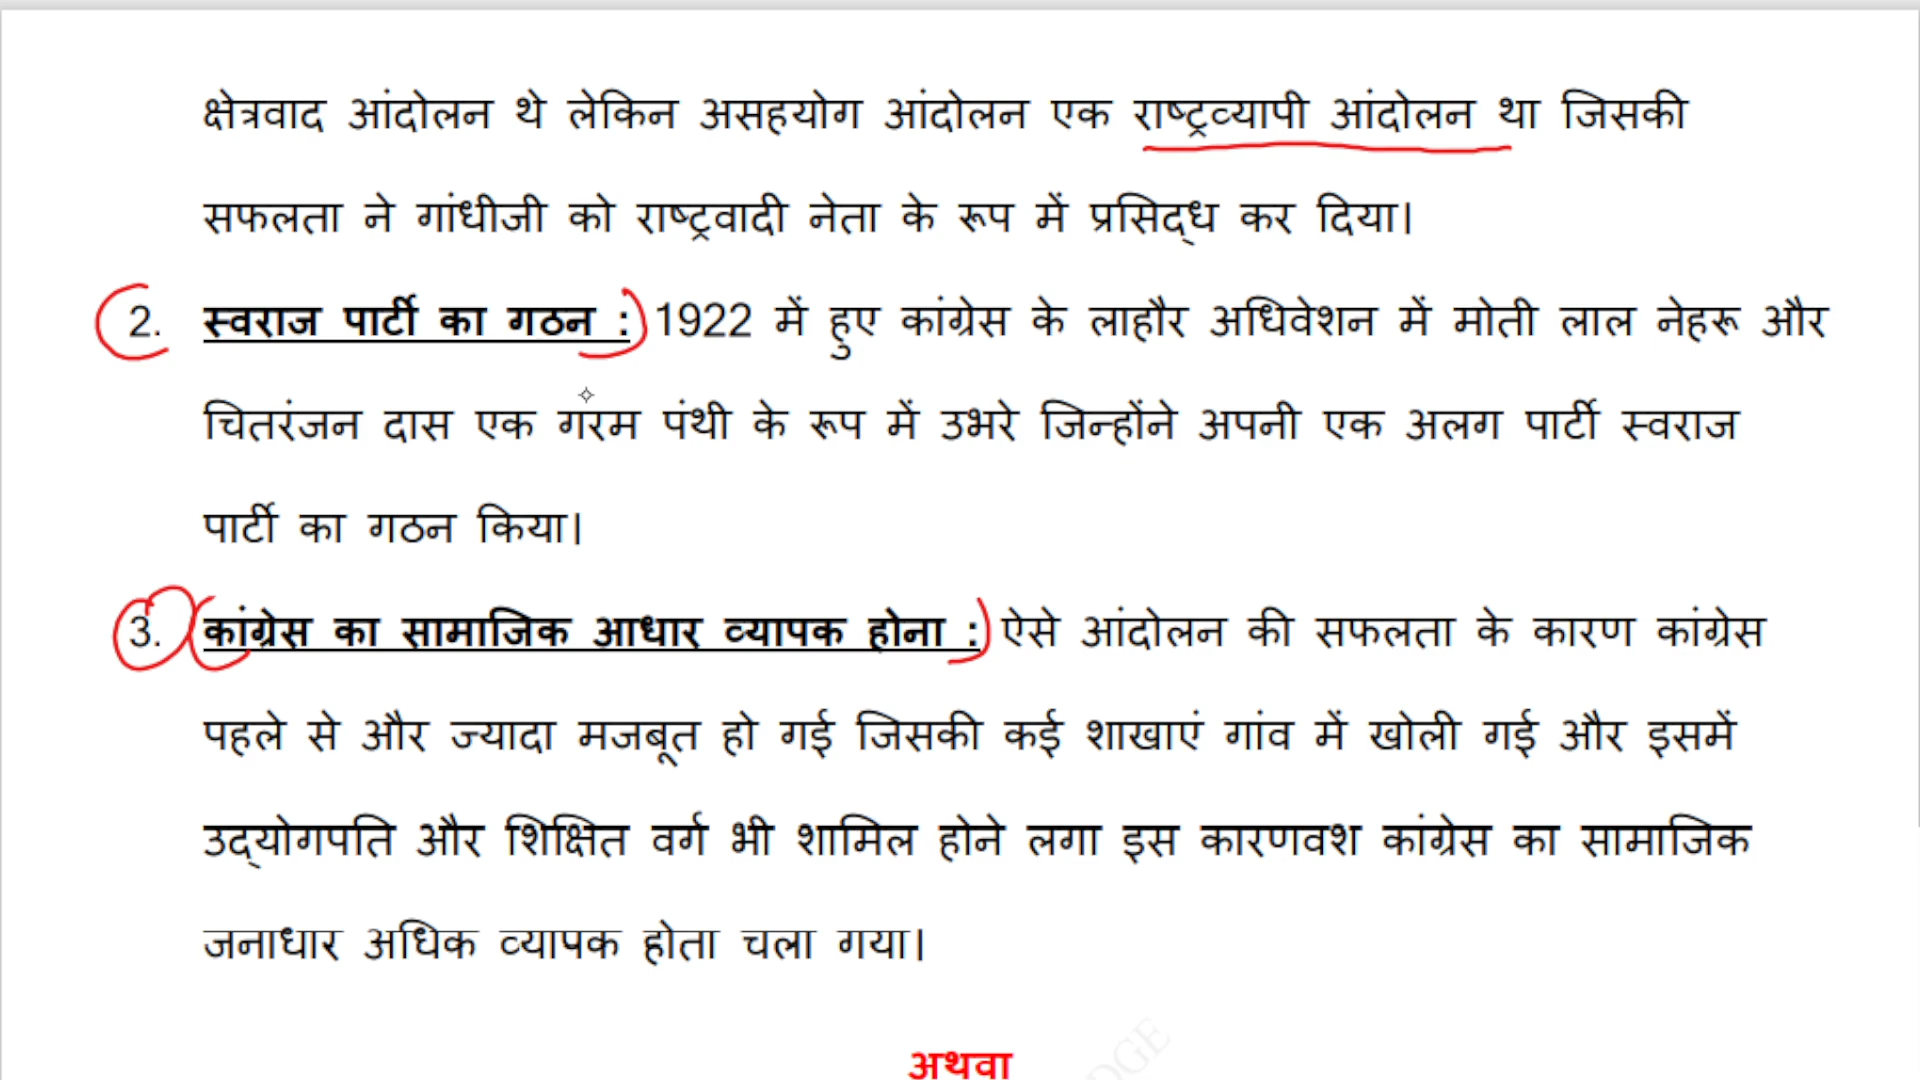 क्षेत्रवाद आंदोलन थे लेकिन असहयोग आंदोलन एक राष्ट्रव्यापी आंदोलन था जिसकी
सफलता ने गांधीजी को राष्ट्रवादी नेता के रूप में प्रसिद्ध कर दिया।
2. स्वराज पार्टी का गठन : 1922 में हुए कांग्रेस के लाहौर अधिवेशन में मोती लाल नेहरू और
चितरंजन दास एक गरम पंथी के रूप में उभरे जिन्होंने अपनी एक अलग पार्टी स्वराज
पार्टी का गठन किया।
3. कांग्रेस का सामाजिक आधार व्यापक होना : ऐसे आंदोलन की सफलता के कारण कांग्रेस
पहले से और ज्यादा मजबूत हो गई जिसकी कई शाखाएं गांव में खोली गई और इसमें
उद्योगपति और शिक्षित वर्ग भी शामिल होने लगा इस कारणवश कांग्रेस का सामाजिक
जनाधार अधिक व्यापक होता चला गया।
अथवा